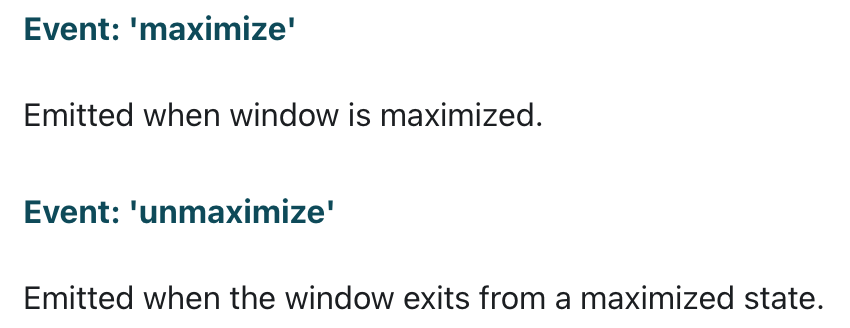 Event: 'maximize'
Emitted when window is maximized.
Event: 'unmaximize'
Emitted when the window exits from a maximized state.